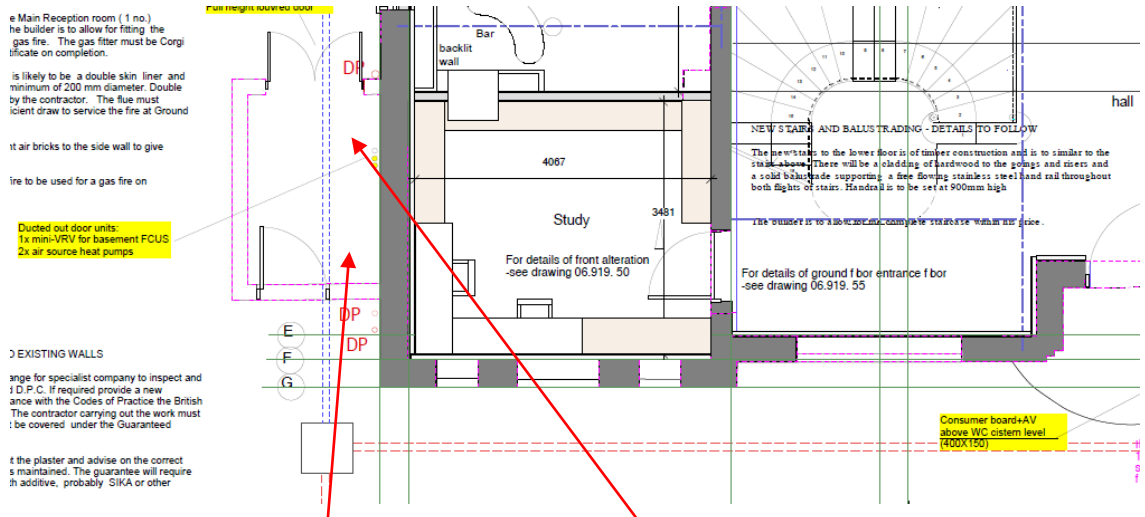 Full height louvred door
e Main Reception room ( 1 no.)
he builder is to allow for fitting the
gas fire. The gas fitter must be Corgi
tificate on completion.
is likely to be a double skin liner and
minimum of 200 mm diameter. Double
by the contractor. The flue must
icient draw to service the fire at Ground
nt air bricks to the side wall to give
fire to be used for a gas fire on
Ducted out door units:
1x mini-VRV for basement FCUS
2x air source heat pumps
O EXISTING WALLS
ange for specialist company to inspect and
d D.P.C. If required provide a new
ance with the Codes of Practice the British
The contractor carrying out the work must
t be covered under the Guaranteed
t the plaster and advise on the correct
s maintained. The guarantee will require
th additive, probably SIKA or other
DP
DP
DP
E
F
G
Bar
backlit
wall
4067
3481
Study
For details of front alteration
-see drawing 06.919. 50
hall
NEW STAIRS AND BALUSTRADING - DETAILS TO FOLLOW
The new stairs to the lower floor is of timber construction and is to similar to the
stairs above. There will be a cladding of hardwood to the goings and risers and
a solid balustrade supporting a free flowing stainless steel hand rail throughout
both flights of stairs. Handrail is to be set at 900mm high
The builder is to allow for the complete staircase within his price.
For details of ground f bor entrance f bor
-see drawing 06.919. 55
Consumer board+AV
above WC cistern level
(400X150)